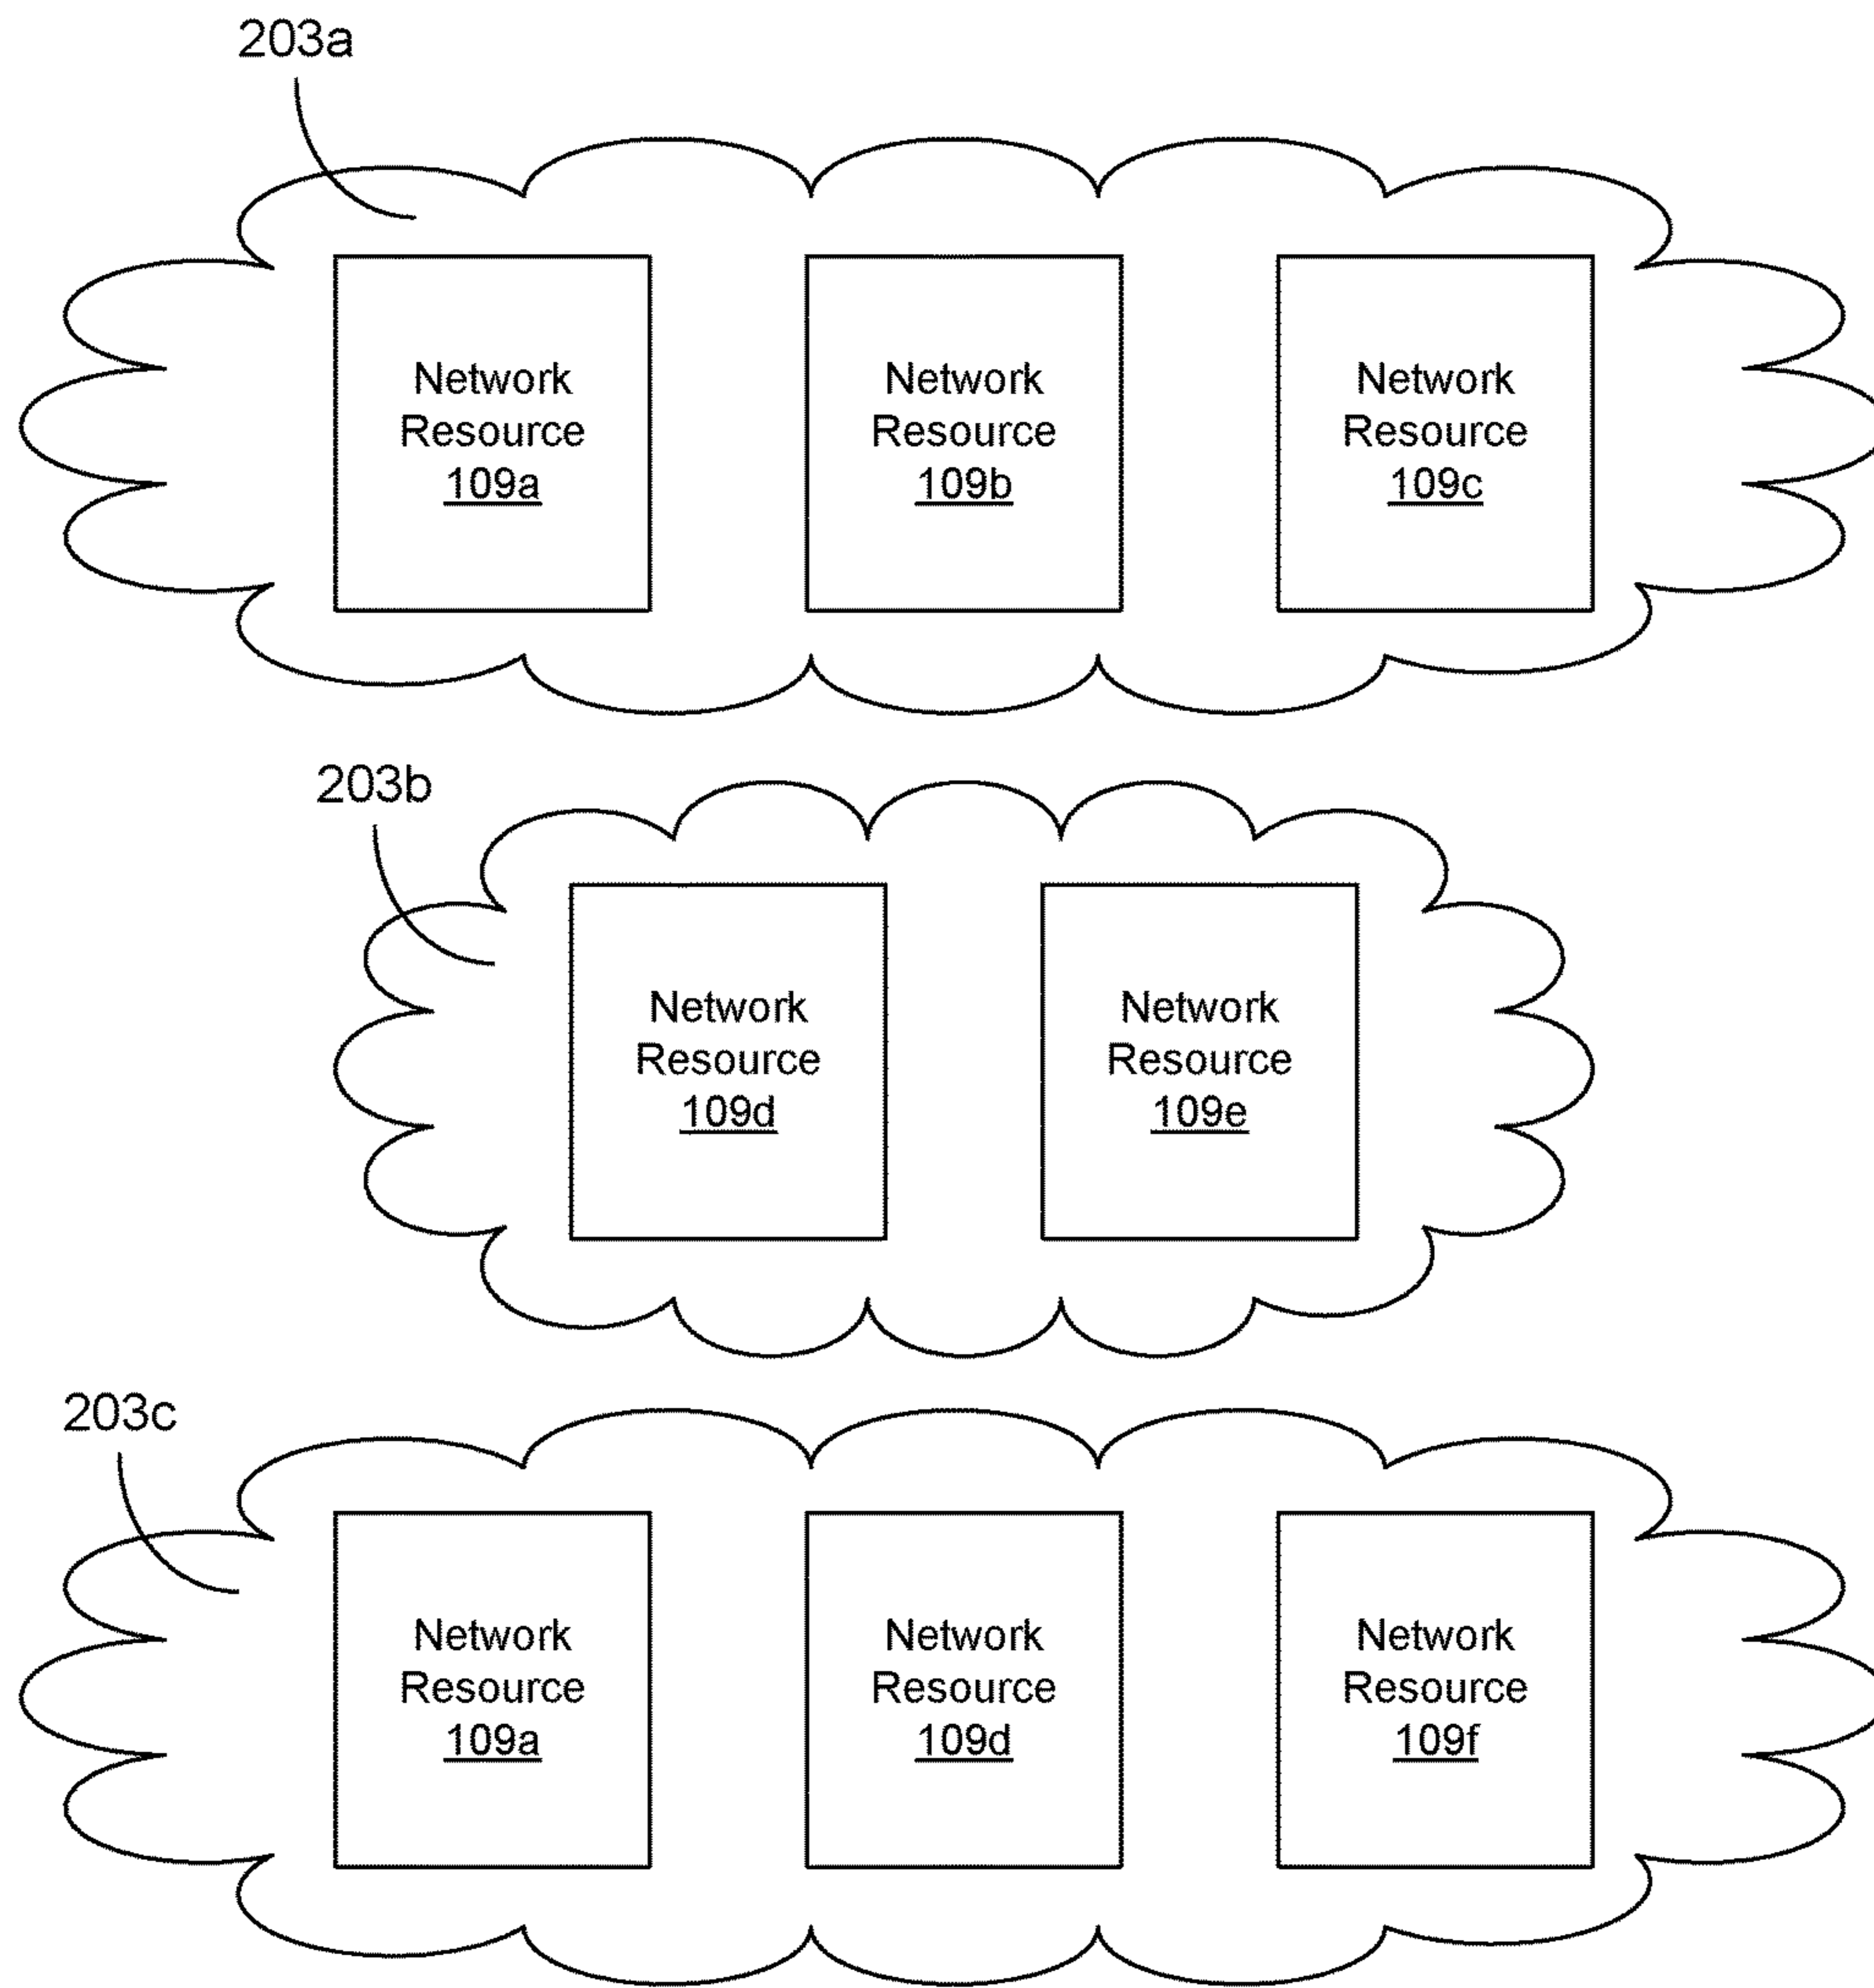 203a
Network
Resource
109a
Network
Resource
109b
Network
Resource
109c
203b
Network
Resource
109d
Network
Resource
109e
203c
Network
Resource
109a
Network
Resource
109d
Network
Resource
109f